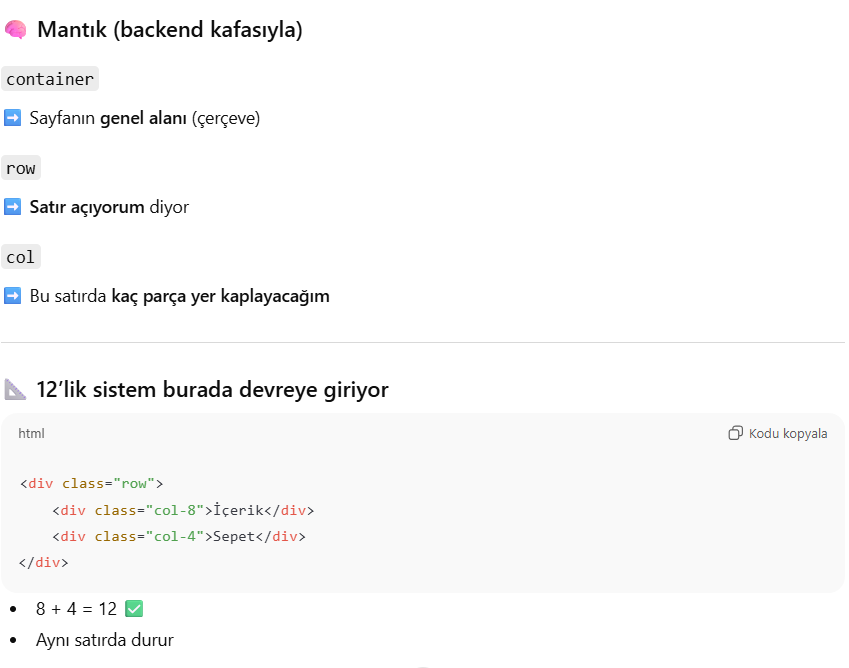 🧠 Mantık (backend kafasıyla)
container
➡️ Sayfanın genel alanı (çerçeve)
row
➡️ Satır açıyorum diyor
col
➡️ Bu satırda kaç parça yer kaplayacağım
📐 12’lik sistem burada devreye giriyor
html
Kodu kopyala
<div class="row">
    <div class="col-8">İçerik</div>
    <div class="col-4">Sepet</div>
</div>
• 8 + 4 = 12 ✅
• Aynı satırda durur